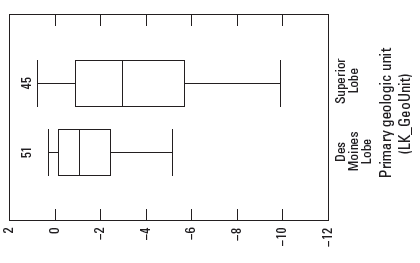 45
51
2
0
-2
-4
-6
-8
-10
-12
Superior
Lobe
Des
Moines
Lobe
Primary geologic unit
(LK_GeoUnit)